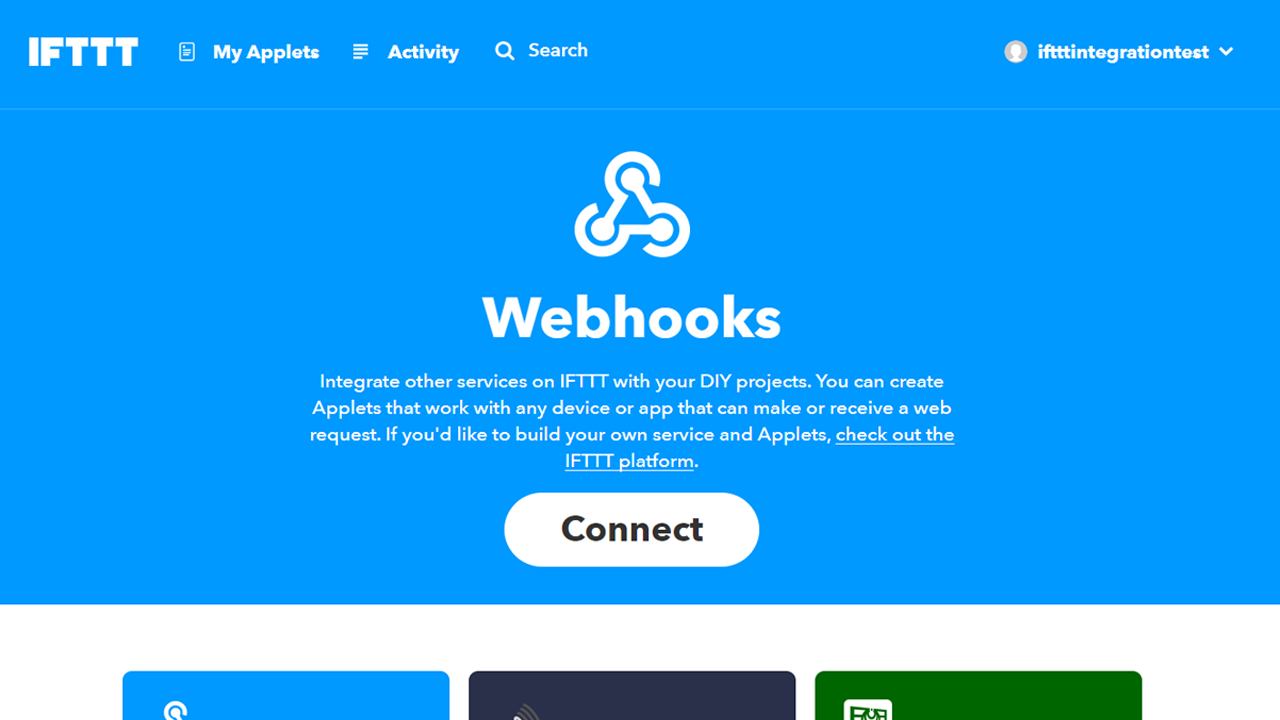 IFTTT My Applets Activity Search iftttintegrationtest
Webhooks
Integrate other services on IFTTT with your DIY projects. You can create
Applets that work with any device or app that can make or receive a web
request. If you'd like to build your own service and Applets, check out the
IFTTT platform.
Connect